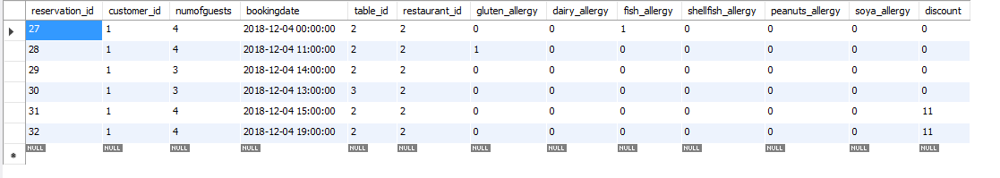 reservation_id customer_id numofguests bookingdate table_id restaurant_id gluten_allergy dairy_allergy fish_allergy shellfish_allergy peanuts_allergy soya_allergy discount
27 1 4 2018-12-04 00:00:00 2 2 0 0 1 0 0 0 0
28 1 4 2018-12-04 11:00:00 2 2 1 0 0 0 0 0 0
29 1 3 2018-12-04 14:00:00 2 2 0 0 0 0 0 0 0
30 1 3 2018-12-04 13:00:00 3 2 0 0 0 0 0 0 0
31 1 4 2018-12-04 15:00:00 2 2 0 0 0 0 0 0 11
32 1 4 2018-12-04 19:00:00 2 2 0 0 0 0 0 0 11
NULL NULL NULL NULL NULL NULL NULL NULL NULL NULL NULL NULL NULL